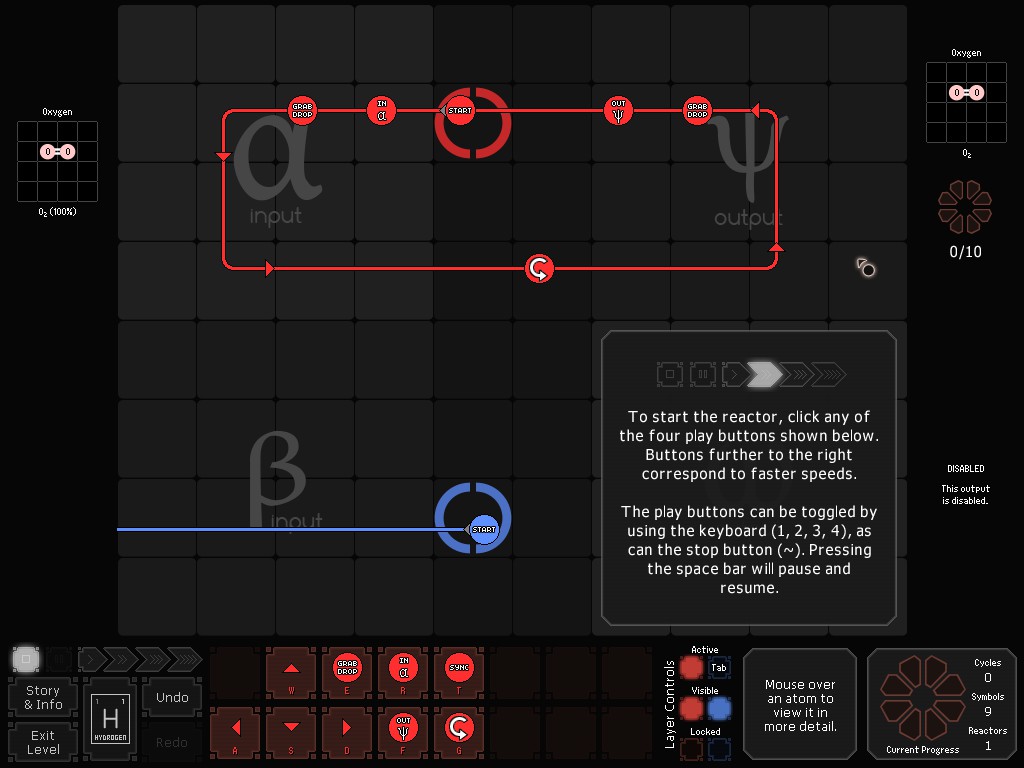 Oxygen
O O
O₂ (100%)
GRAB DROP
IN α
START
OUT Ψ
GRAB DROP
α
input
ψ
output
Oxygen
O O
O₂
0/10
To start the reactor, click any of
the four play buttons shown below.
Buttons further to the right
correspond to faster speeds.
The play buttons can be toggled by
using the keyboard (1, 2, 3, 4), as
can the stop button (~). Pressing
the space bar will pause and
resume.
β
input
START
DISABLED
This output
is disabled.
Story
& Info
Exit
Level
1 1
H
HYDROGEN
Undo
Redo
W
GRAB DROP
E
IN α
R
SYNC
T
A
S
D
OUT Ψ
F
G
Layer Controls
Active
Tab
Visible
Locked
Mouse over
an atom to
view it in
more detail.
Cycles
0
Symbols
9
Reactors
1
Current Progress